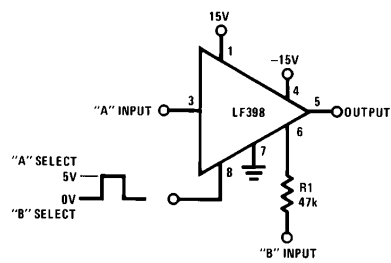 15V
1
-15V
4
"A" INPUT
3
LF398
5
OUTPUT
6
7
8
"A" SELECT
5V
0V
"B" SELECT
R1
47k
"B" INPUT